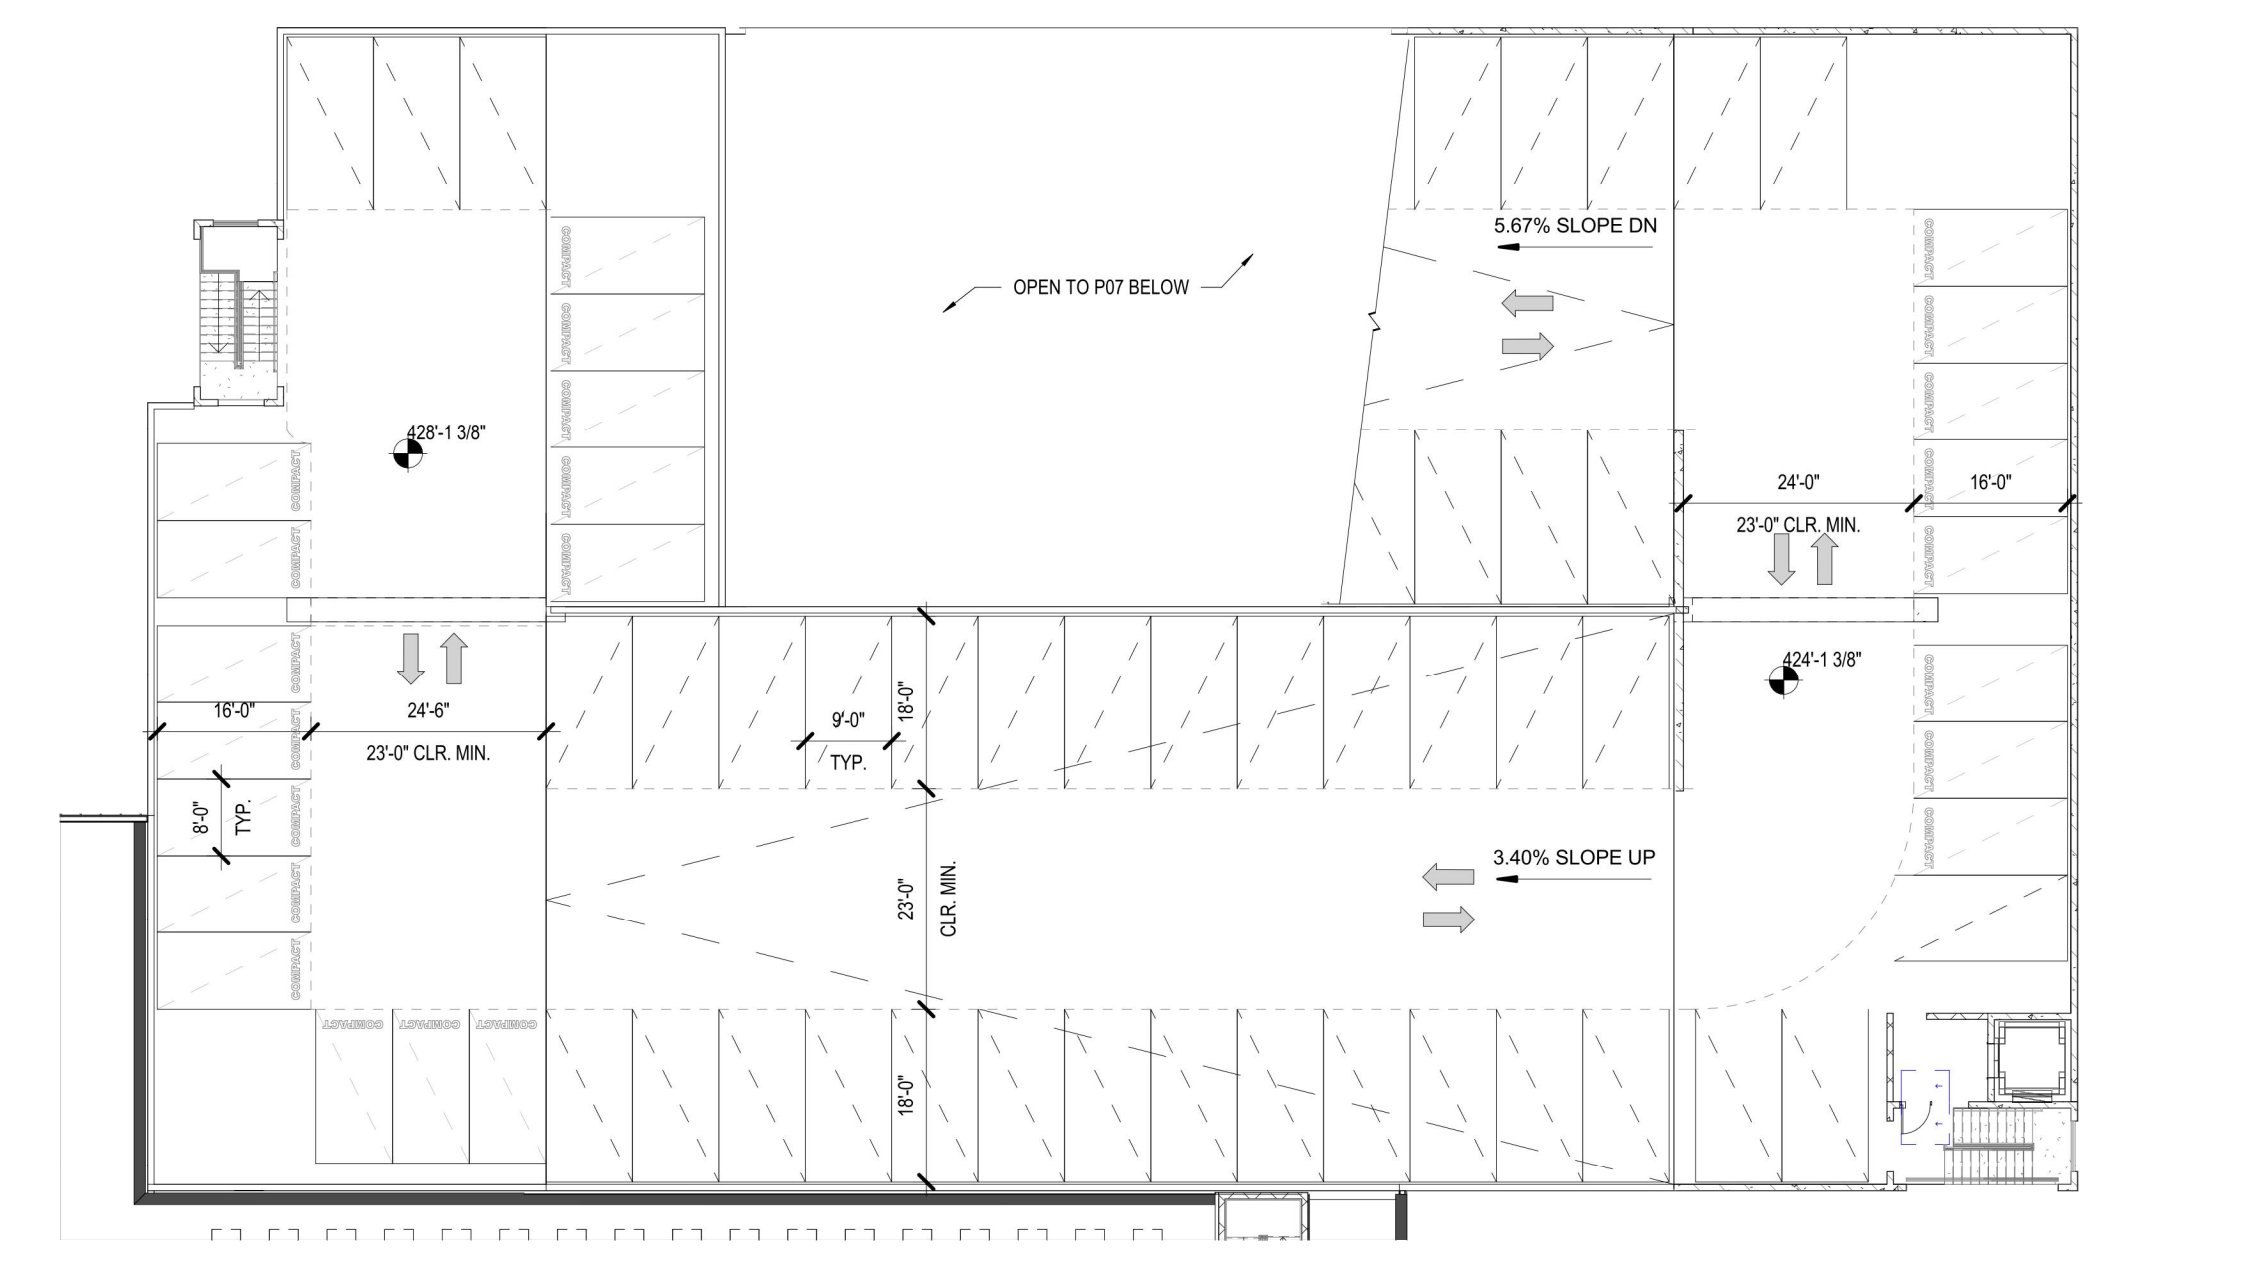 5.67% SLOPE DN
COMPACT
COMPACT
COMPACT
COMPACT
COMPACT
COMPACT
COMPACT
COMPACT
COMPACT
COMPACT
OPEN TO P07 BELOW
428'-1 3/8"
COMPACT
COMPACT
24'-0"
16'-0"
23'-0" CLR. MIN.
COMPACT
COMPACT
COMPACT
COMPACT
COMPACT
COMPACT
COMPACT
COMPACT
424'-1 3/8"
16'-0"
24'-6"
23'-0" CLR. MIN.
18'-0"
9'-0"
TYP.
8'-0"
TYP.
3.40% SLOPE UP
23'-0"
CLR. MIN.
COMPACT
COMPACT
COMPACT
18'-0"